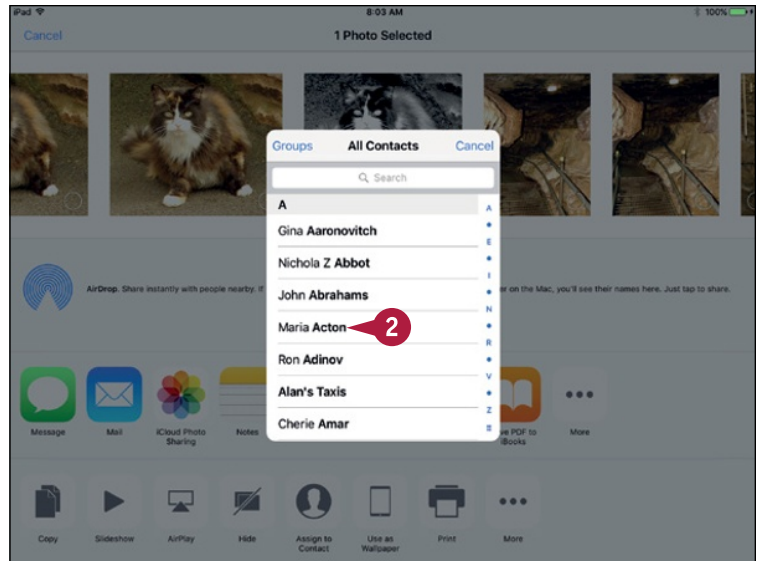 iPad 8:03 AM 100%
Cancel 1 Photo Selected
Groups All Contacts Cancel
Search
A
Gina Aaronovitch
Nichola Z Abbot
John Abrahams
Maria Acton
2
Ron Adinov
Alan's Taxis
Cherie Amar
A
E
I
N
R
V
Z
#
AirDrop. Share instantly with people nearby. If
on the Mac, you'll see their names here. Just tap to share.
Message Mail iCloud Photo Sharing Notes PDF to iBooks More
Copy Slideshow AirPlay Hide Assign to Contact Use as Wallpaper Print More